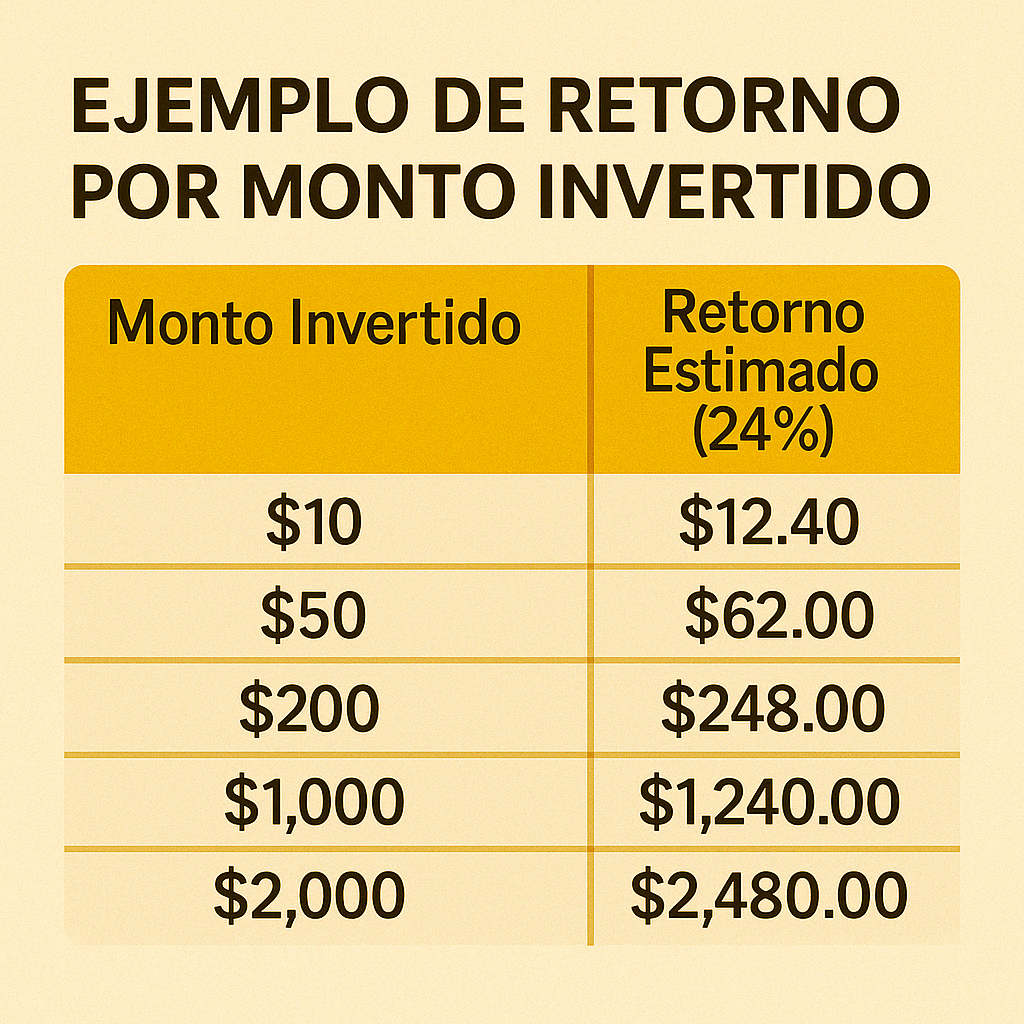 EJEMPLO DE RETORNO
POR MONTO INVERTIDO
Monto Invertido
Retorno
Estimado
(24%)
$10
$12.40
$50
$62.00
$200
$248.00
$1,000
$1,240.00
$2,000
$2,480.00